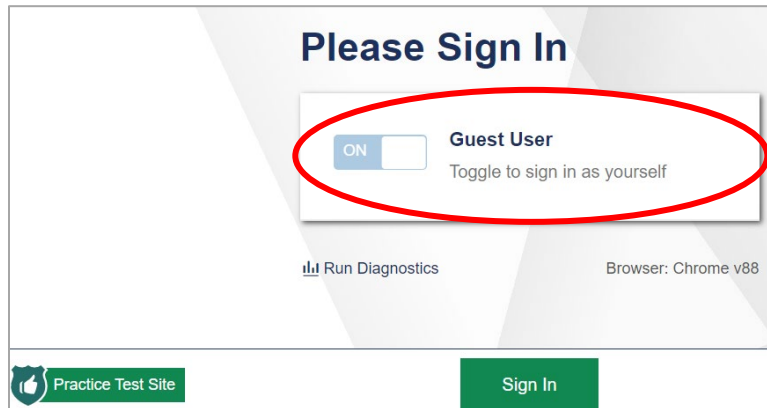 Please Sign In
ON
Guest User
Toggle to sign in as yourself
Run Diagnostics
Browser: Chrome v88
Practice Test Site
Sign In